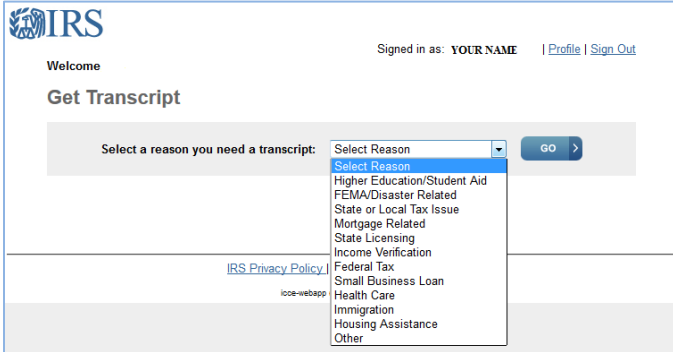 IRS
Signed in as: YOUR NAME | Profile | Sign Out
Welcome
Get Transcript
Select a reason you need a transcript: Select Reason GO
Select Reason
Higher Education/Student Aid
FEMA/Disaster Related
State or Local Tax Issue
Mortgage Related
State Licensing
Income Verification
Federal Tax
Small Business Loan
Health Care
Immigration
Housing Assistance
Other
IRS Privacy Policy |
icce-webapp